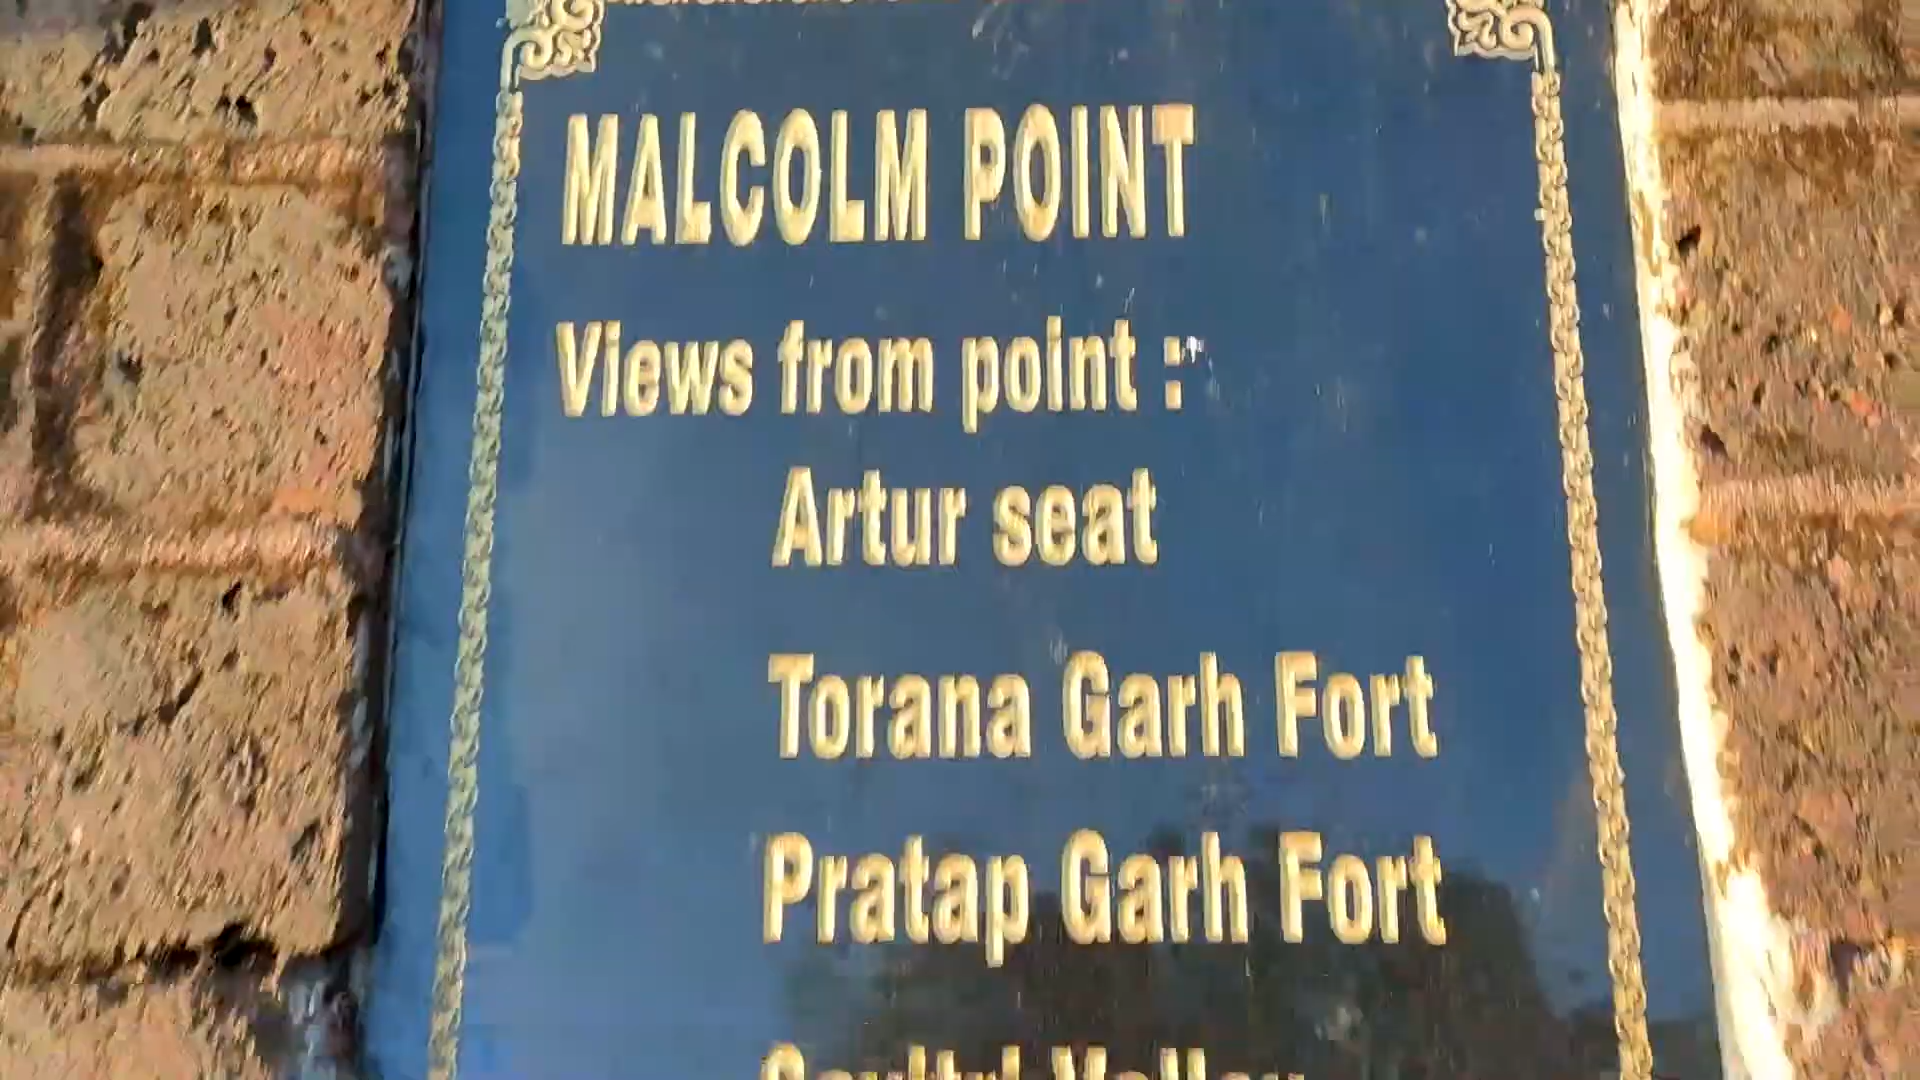 MALCOLM POINT
Views from point :
Artur seat
Torana Garh Fort
Pratap Garh Fort